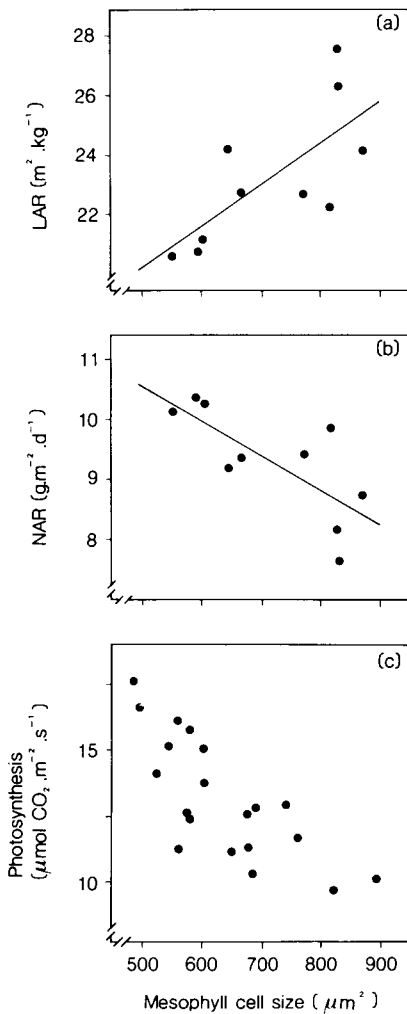 (a)
28
26
24
22
LAR (m² .kg⁻¹)
(b)
11
10
9
8
NAR (g.m⁻² .d⁻¹)
(c)
15
10
Photosynthesis
(μmol CO₂ .m⁻² .s⁻¹)
500 600 700 800 900
Mesophyll cell size ( μm² )